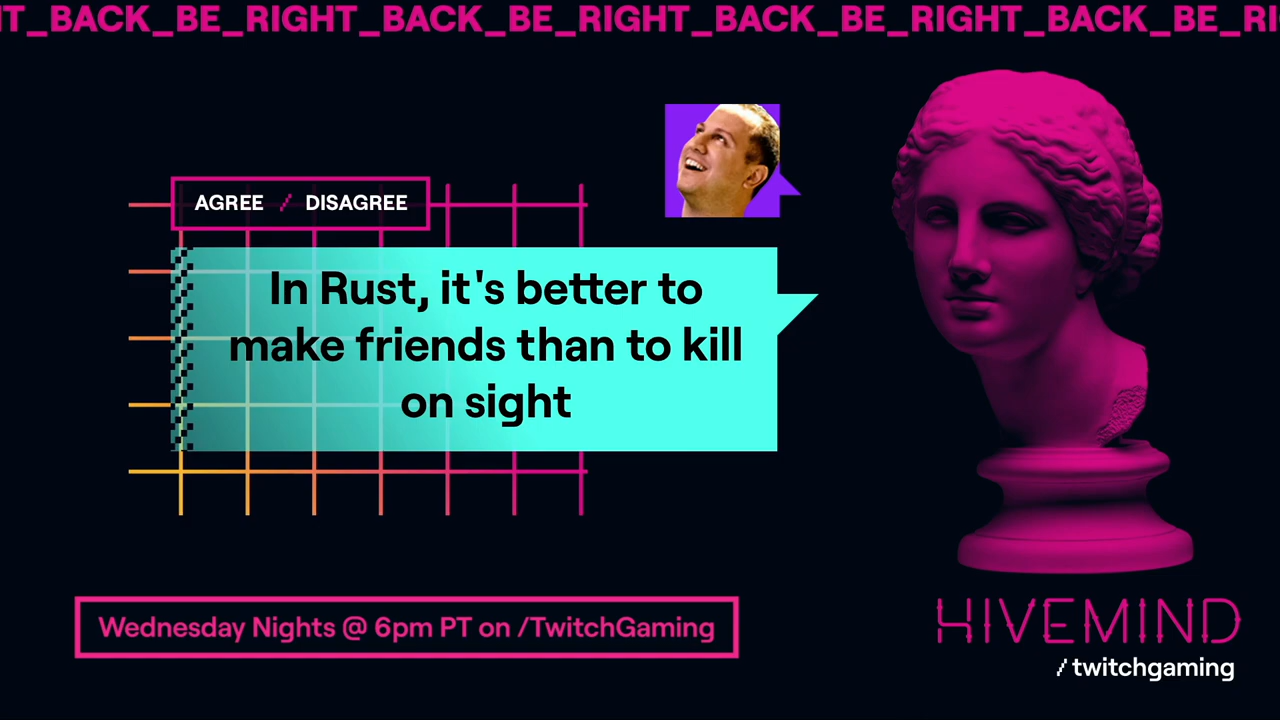 T_BACK_BE_RIGHT_BACK_BE_RIGHT_BACK_BE_RIGHT_BACK_BE_RI
AGREE / DISAGREE
In Rust, it's better to
make friends than to kill
on sight
Wednesday Nights @ 6pm PT on /TwitchGaming
HIVEMIND
/twitchgaming